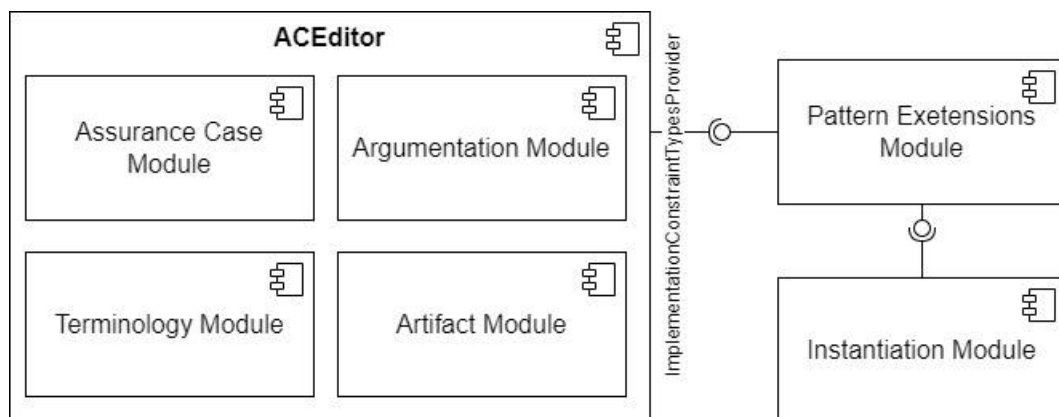 ACEditor
Assurance Case
Module
Argumentation Module
Terminology Module
Artifact Module
ImplementationConstraintTypesProvider
Pattern Exetensions
Module
Instantiation Module